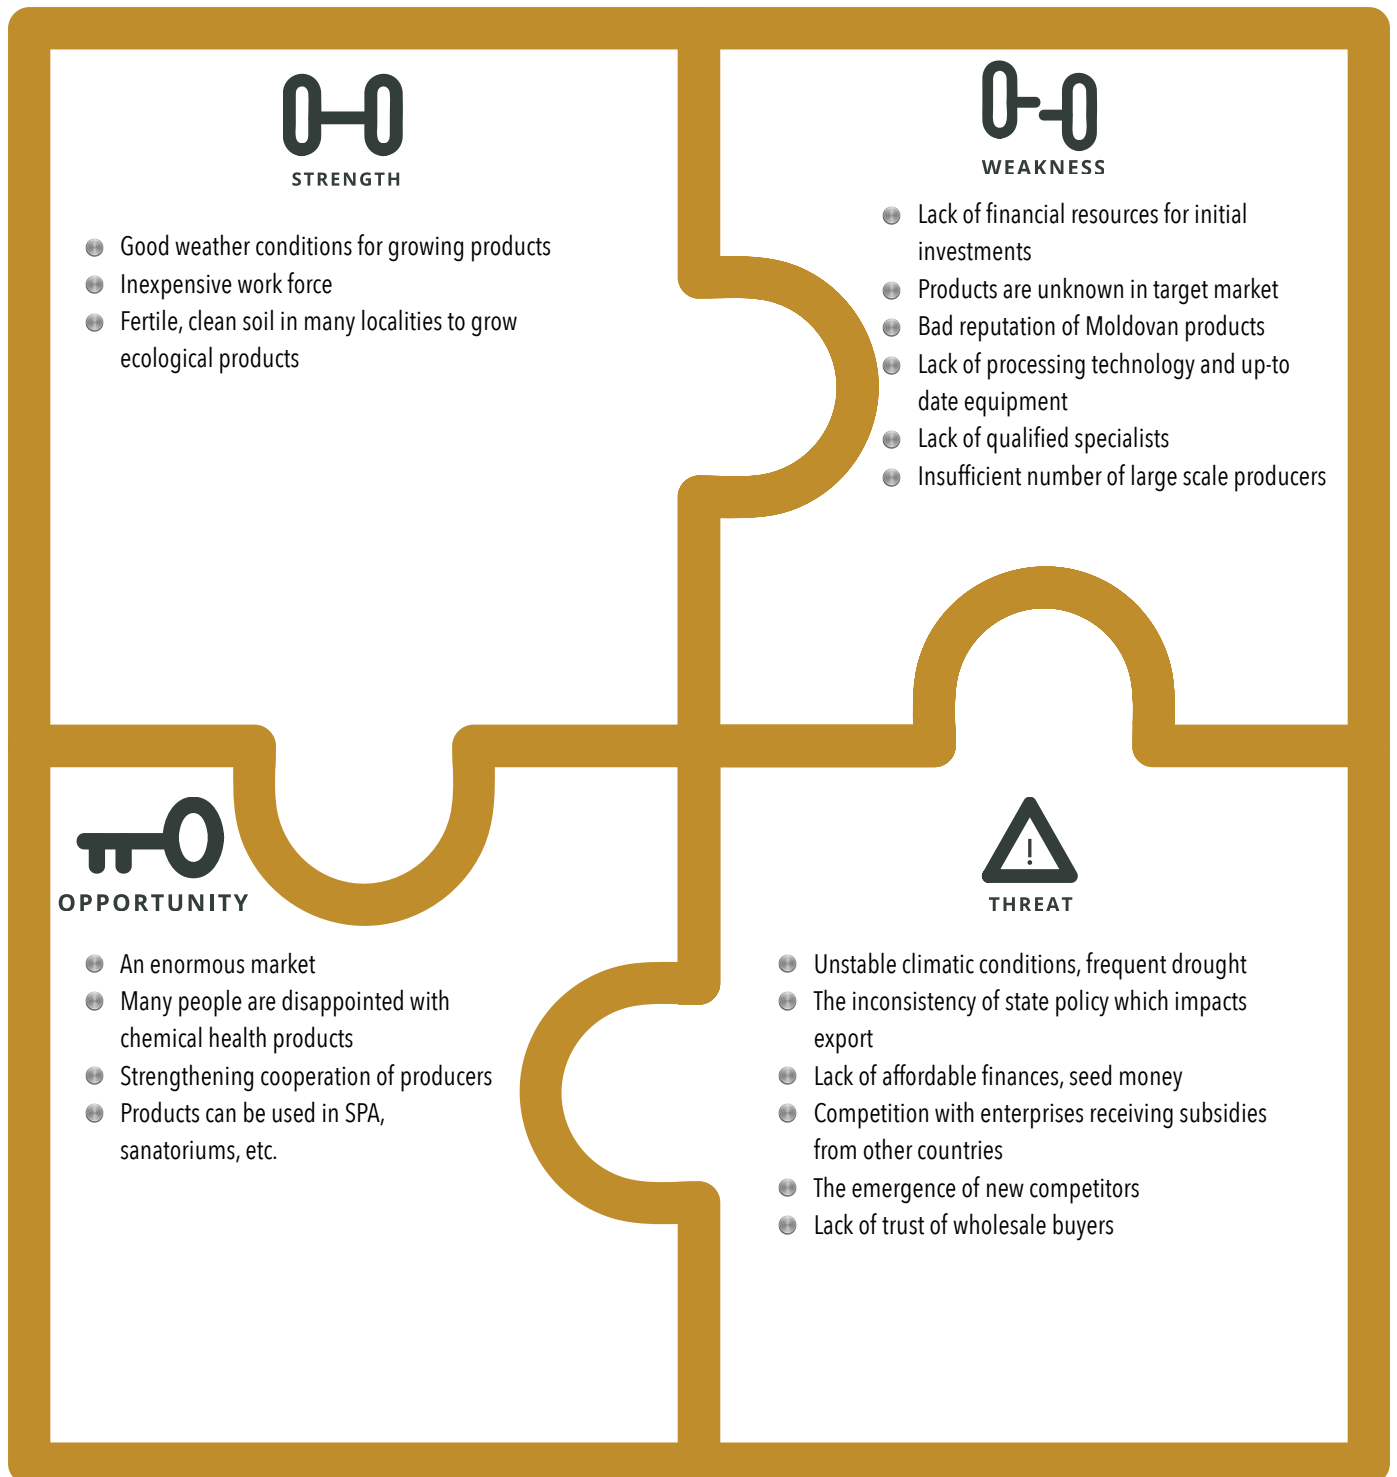 STRENGTH
Good weather conditions for growing products
Inexpensive work force
Fertile, clean soil in many localities to grow
ecological products
WEAKNESS
Lack of financial resources for initial
investments
Products are unknown in target market
Bad reputation of Moldovan products
Lack of processing technology and up-to
date equipment
Lack of qualified specialists
Insufficient number of large scale producers
OPPORTUNITY
An enormous market
Many people are disappointed with
chemical health products
Strengthening cooperation of producers
Products can be used in SPA,
sanatoriums, etc.
!
THREAT
Unstable climatic conditions, frequent drought
The inconsistency of state policy which impacts
export
Lack of affordable finances, seed money
Competition with enterprises receiving subsidies
from other countries
The emergence of new competitors
Lack of trust of wholesale buyers